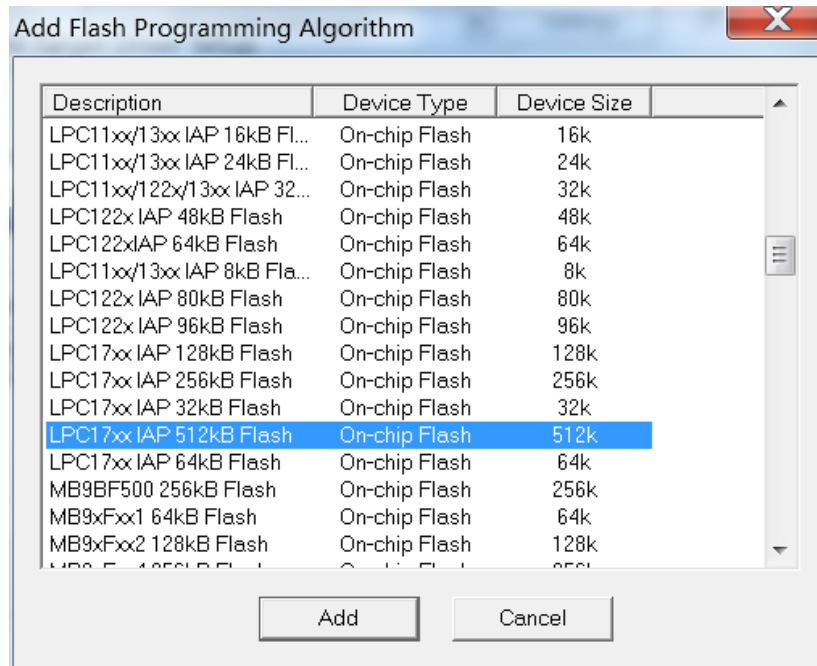 Add Flash Programming Algorithm
Description Device Type Device Size
LPC11xx/13xx IAP 16kB Fl... On-chip Flash 16k
LPC11xx/13xx IAP 24kB Fl... On-chip Flash 24k
LPC11xx/122x/13xx IAP 32... On-chip Flash 32k
LPC122x IAP 48kB Flash On-chip Flash 48k
LPC122xIAP 64kB Flash On-chip Flash 64k
LPC11xx/13xx IAP 8kB Fla... On-chip Flash 8k
LPC122x IAP 80kB Flash On-chip Flash 80k
LPC122x IAP 96kB Flash On-chip Flash 96k
LPC17xx IAP 128kB Flash On-chip Flash 128k
LPC17xx IAP 256kB Flash On-chip Flash 256k
LPC17xx IAP 32kB Flash On-chip Flash 32k
LPC17xx IAP 512kB Flash On-chip Flash 512k
LPC17xx IAP 64kB Flash On-chip Flash 64k
MB9BF500 256kB Flash On-chip Flash 256k
MB9xFxx1 64kB Flash On-chip Flash 64k
MB9xFxx2 128kB Flash On-chip Flash 128k
Add Cancel